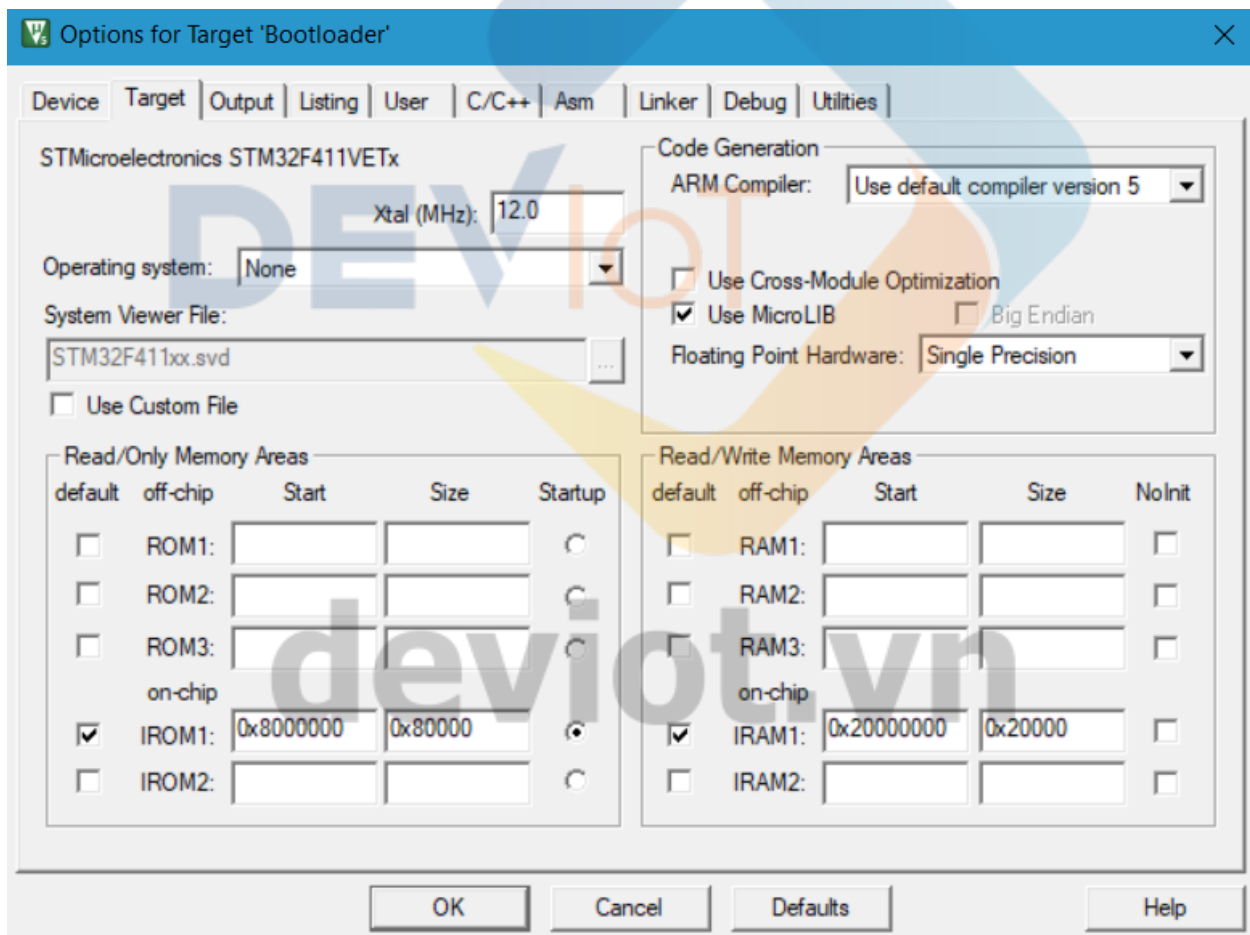 Options for Target 'Bootloader'
Device Target Output Listing User C/C++ Asm Linker Debug Utilities
STMicroelectronics STM32F411VETx
Xtal (MHz): 12.0
Operating system: None
System Viewer File:
STM32F411xx.svd ...
Use Custom File
Code Generation
ARM Compiler: Use default compiler version 5
Use Cross-Module Optimization
Use MicroLIB Big Endian
Floating Point Hardware: Single Precision
Read/Only Memory Areas
default off-chip Start Size Startup
ROM1:
ROM2:
ROM3:
on-chip
IROM1: 0x8000000 0x80000
IROM2:
Read/Write Memory Areas
default off-chip Start Size NoInit
RAM1:
RAM2:
RAM3:
on-chip
IRAM1: 0x20000000 0x20000
IRAM2:
OK Cancel Defaults Help
DEVIoT
deviot.vn